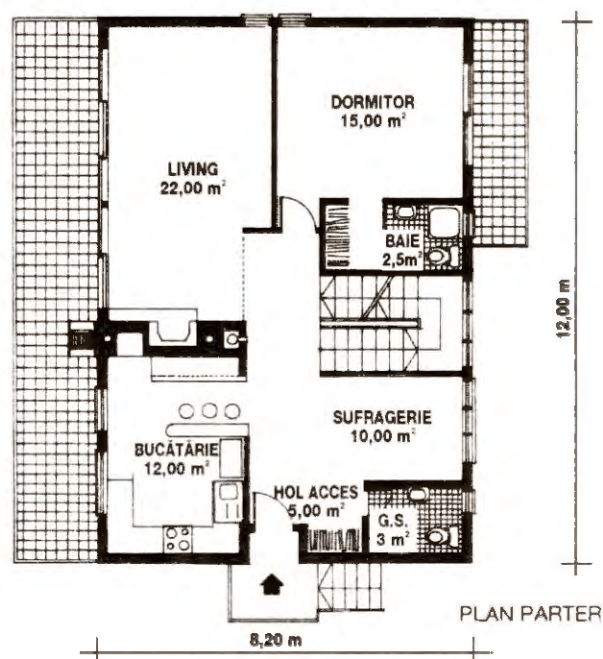 DORMITOR
15,00 m²
LIVING
22,00 m²
BAIE
2,5m²
12,00 m
SUFRAGERIE
10,00 m²
BUCĂTĂRIE
12,00 m²
HOL ACCES
5,00 m²
G.S.
3 m²
PLAN PARTER
8,20 m